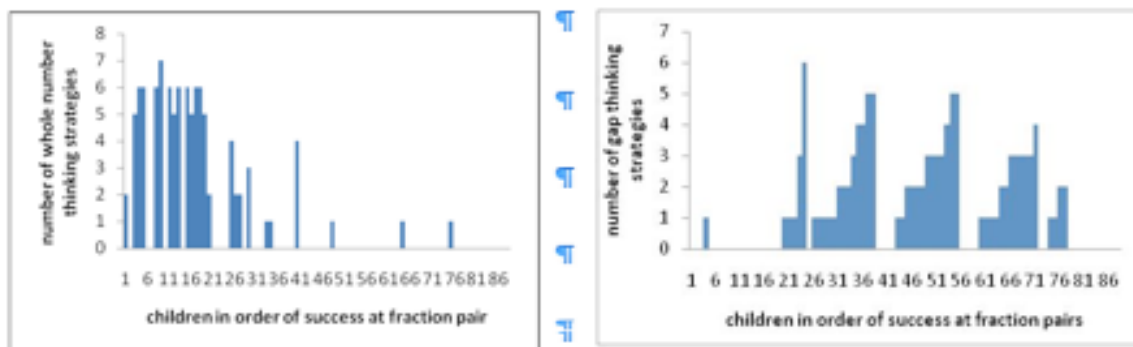 number of whole number
thinking strategies
8
7
6
5
4
3
2
1
0
1 6 11 16 21 26 31 36 41 46 51 56 61 66 71 76 81 86
children in order of success at fraction pair
¶
¶
¶
¶
¶
number of gap thinking
strategies
7
6
5
4
3
2
1
0
1 6 11 16 21 26 31 36 41 46 51 56 61 66 71 76 81 86
children in order of success at fraction pairs